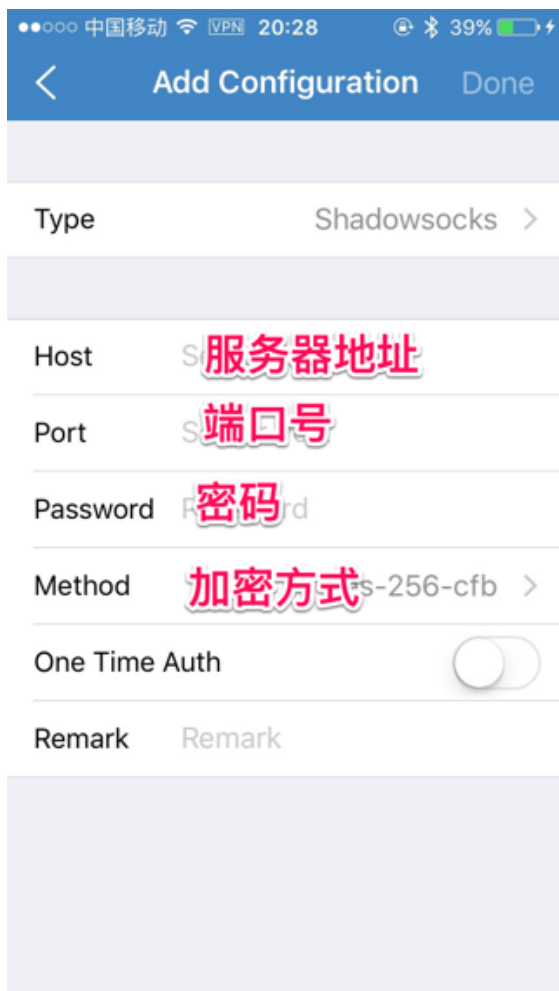 中国移动 VPN 20:28 39%
Add Configuration Done
Type Shadowsocks
Host 服务器地址
Port 端口号
Password 密码
Method 加密方式 s-256-cfb
One Time Auth
Remark Remark